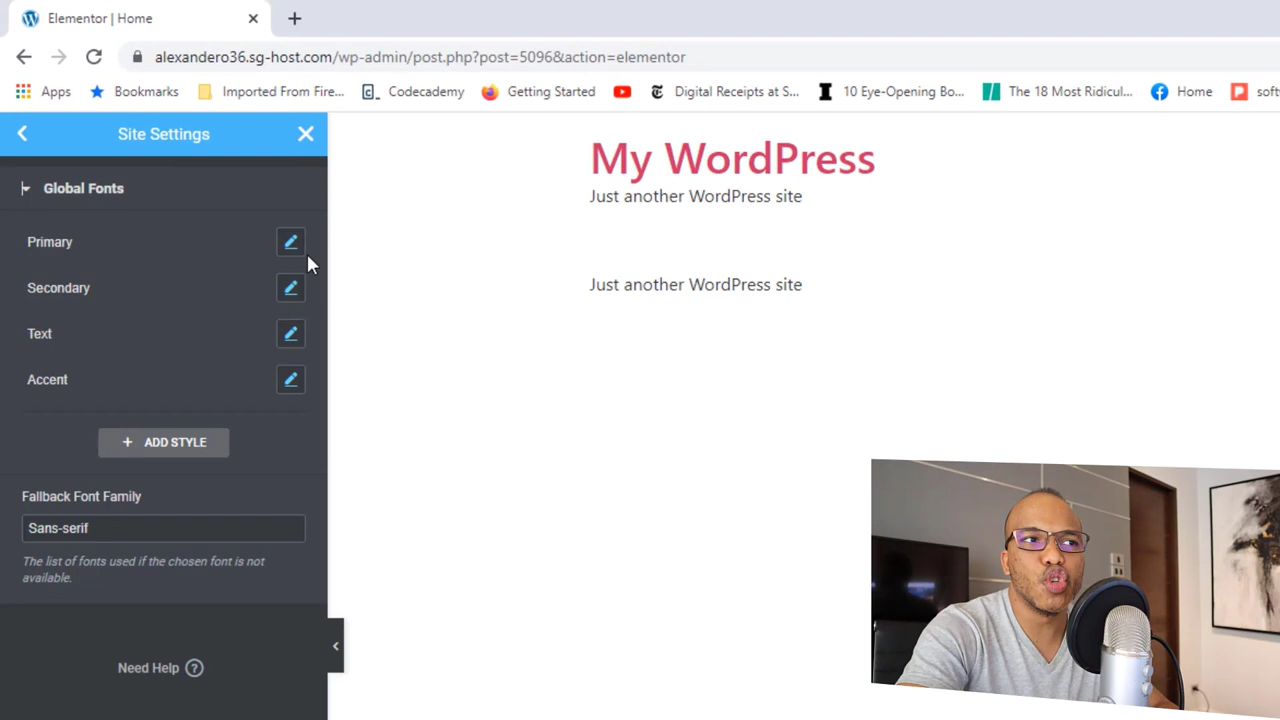 Elementor | Home
alexandero36.sg-host.com/wp-admin/post.php?post=5096&action=elementor
Apps Bookmarks Imported From Fire... Codecademy Getting Started Digital Receipts at S... 10 Eye-Opening Bo... The 18 Most Ridicul... Home soft
Site Settings
Global Fonts
Primary
Secondary
Text
Accent
+ ADD STYLE
Fallback Font Family
Sans-serif
The list of fonts used if the chosen font is not
available.
Need Help ?
My WordPress
Just another WordPress site
Just another WordPress site